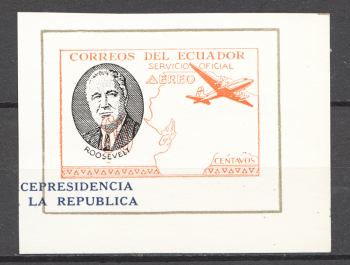 CORREOS DEL ECUADOR
SERVICIO OFICIAL
AEREO
ROOSEVELT
CENTAVOS
CEPRESIDENCIA
LA REPUBLICA